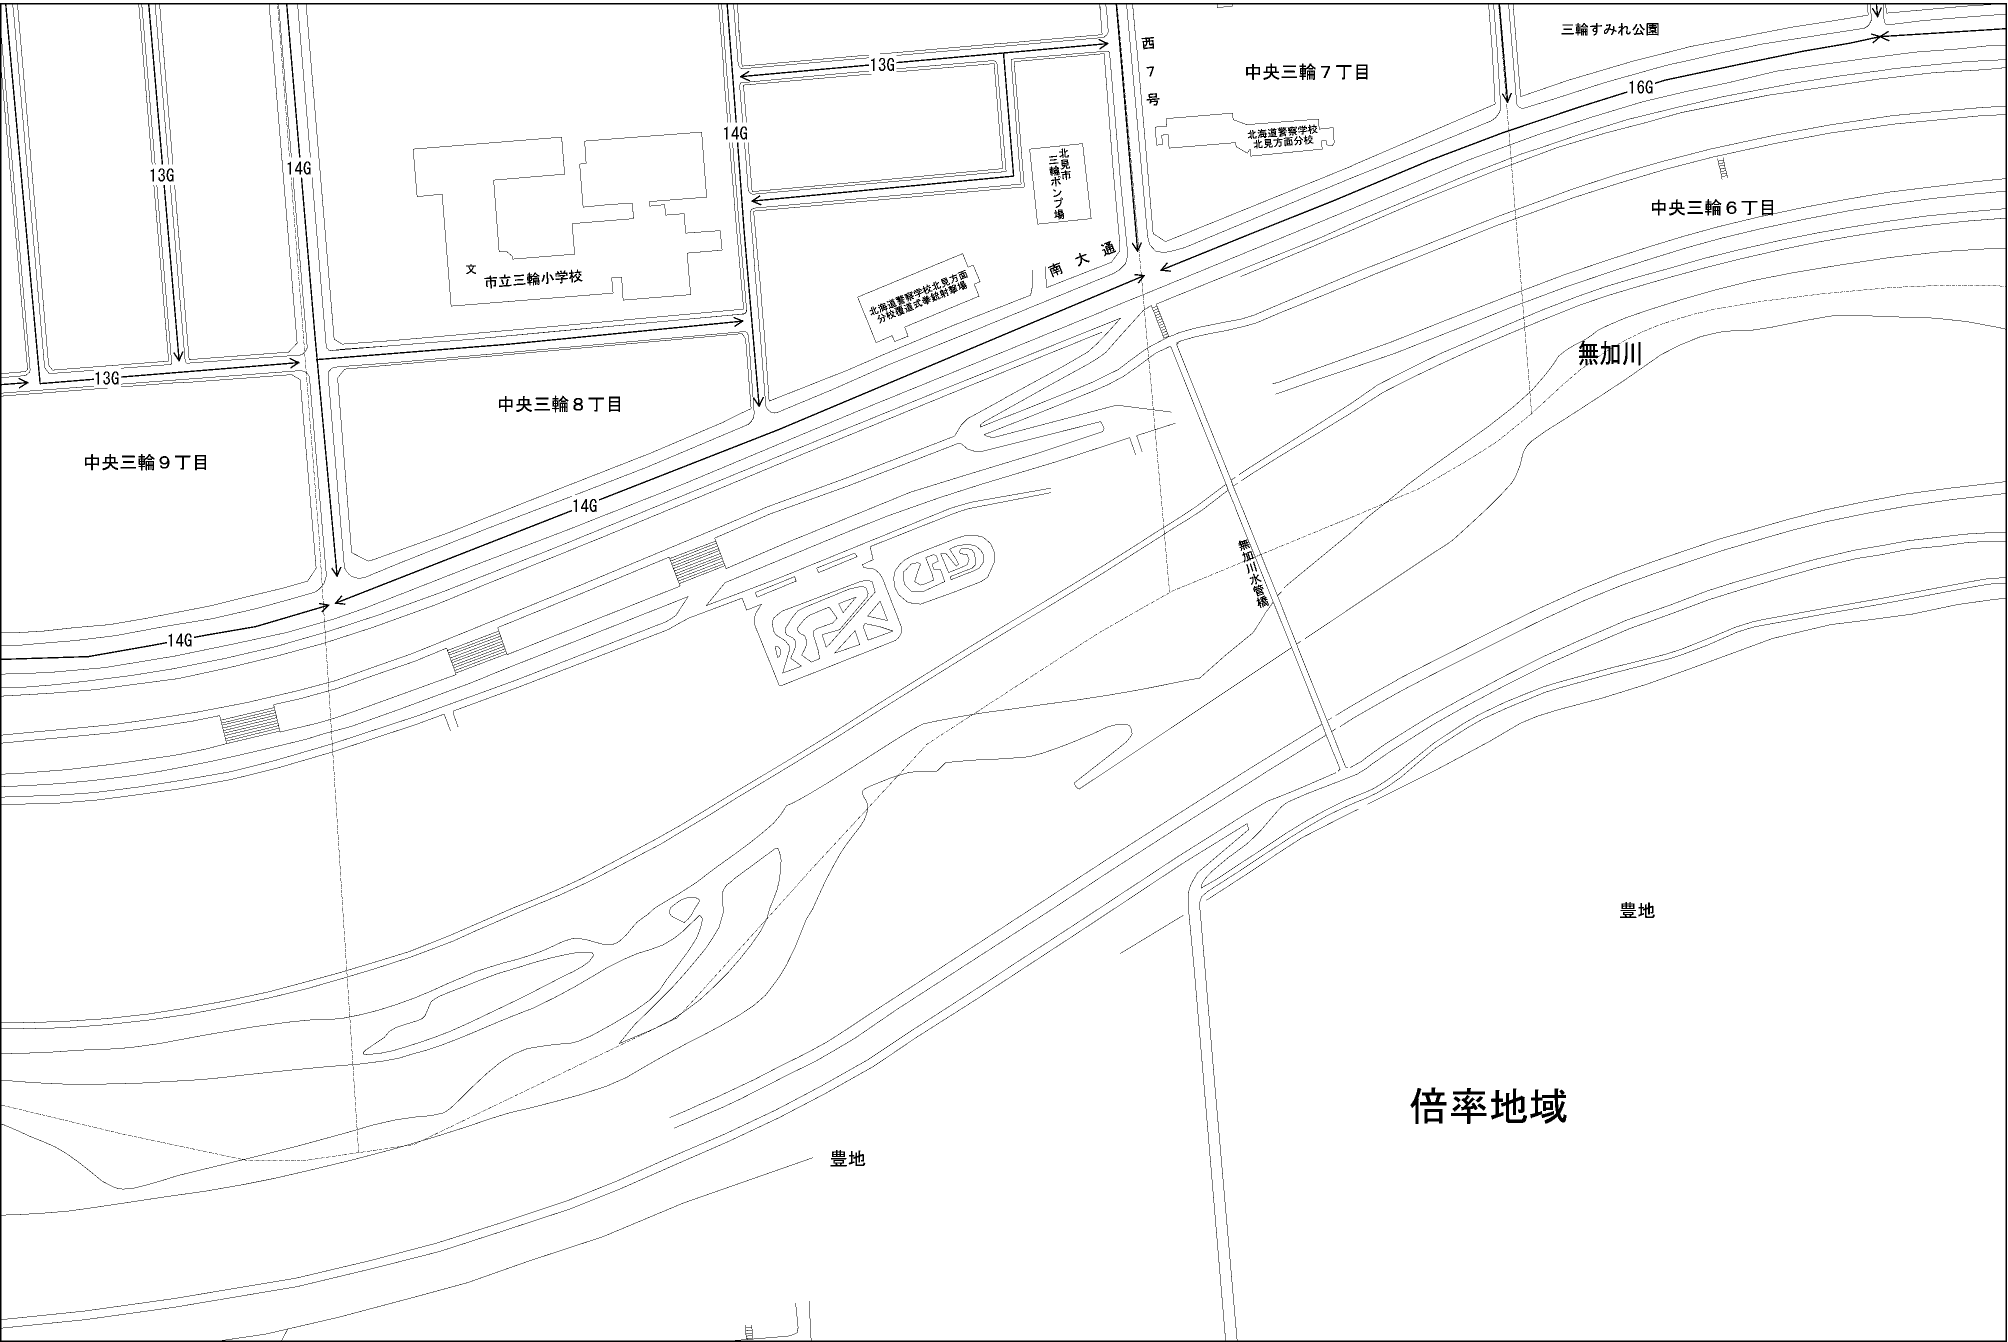 三輪すみれ公園
西7号
13G
中央三輪７丁目
16G
14G
北海道警察学校
北見方面分校
13G
14G
北見市
三輪ポンプ場
中央三輪６丁目
南大通
文
市立三輪小学校
北海道警察学校北見方面
分校覆道式拳銃射撃場
無加川
13G
中央三輪８丁目
中央三輪９丁目
14G
無加川水管橋
14G
豊地
倍率地域
豊地